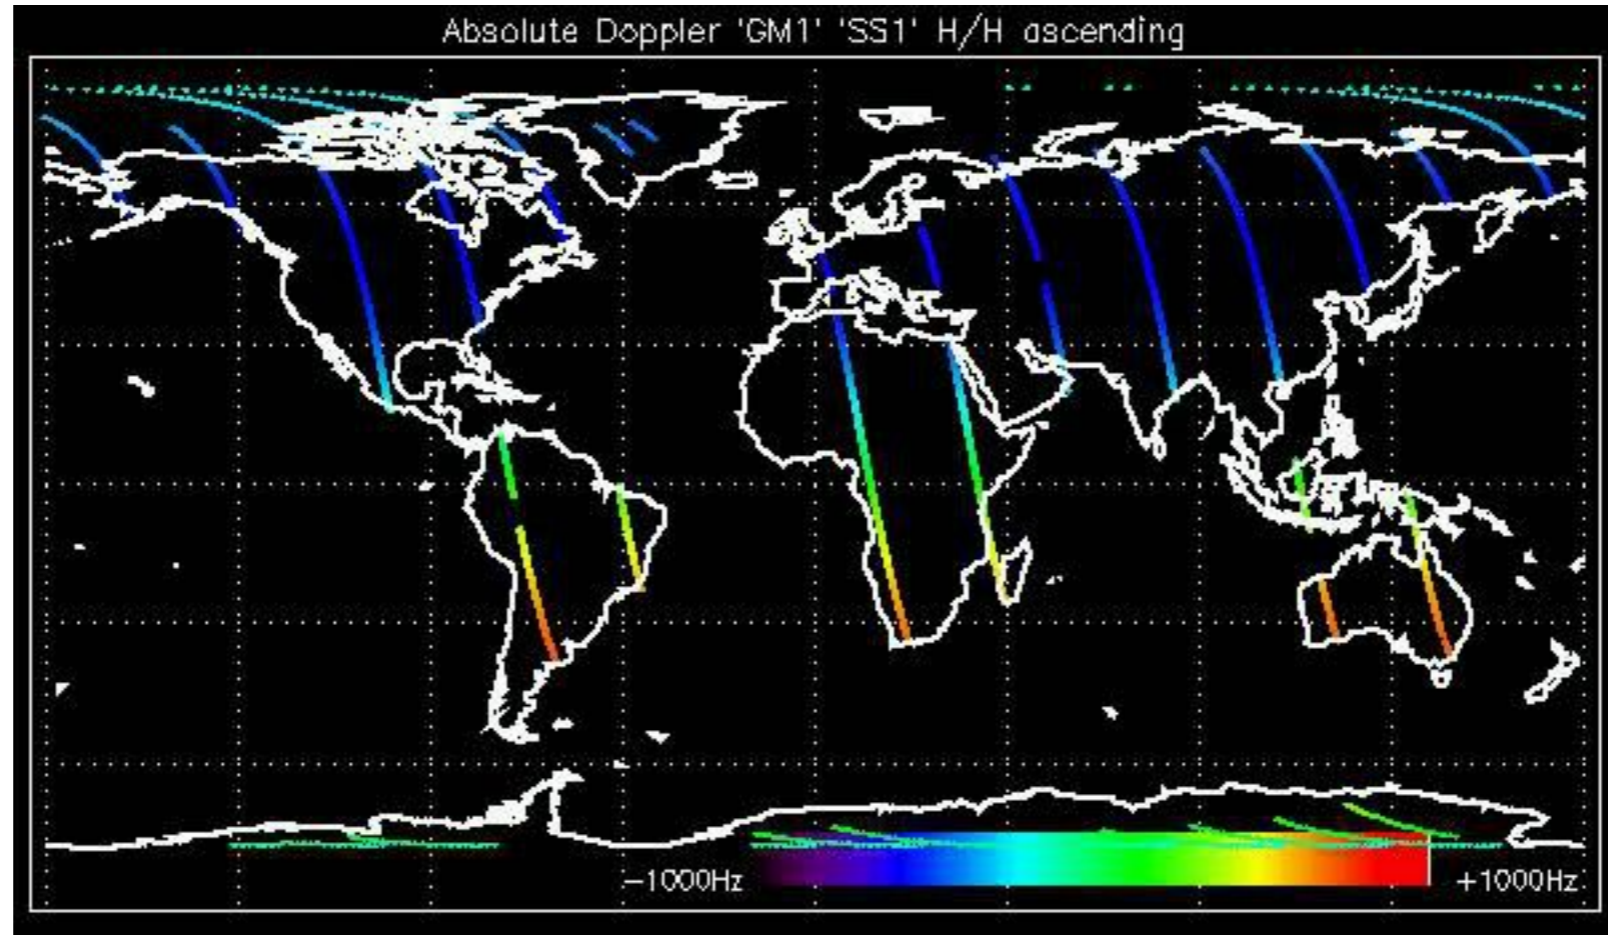 Absolute Doppler 'GM1' 'SS1' H/H ascending
−1000Hz +1000Hz